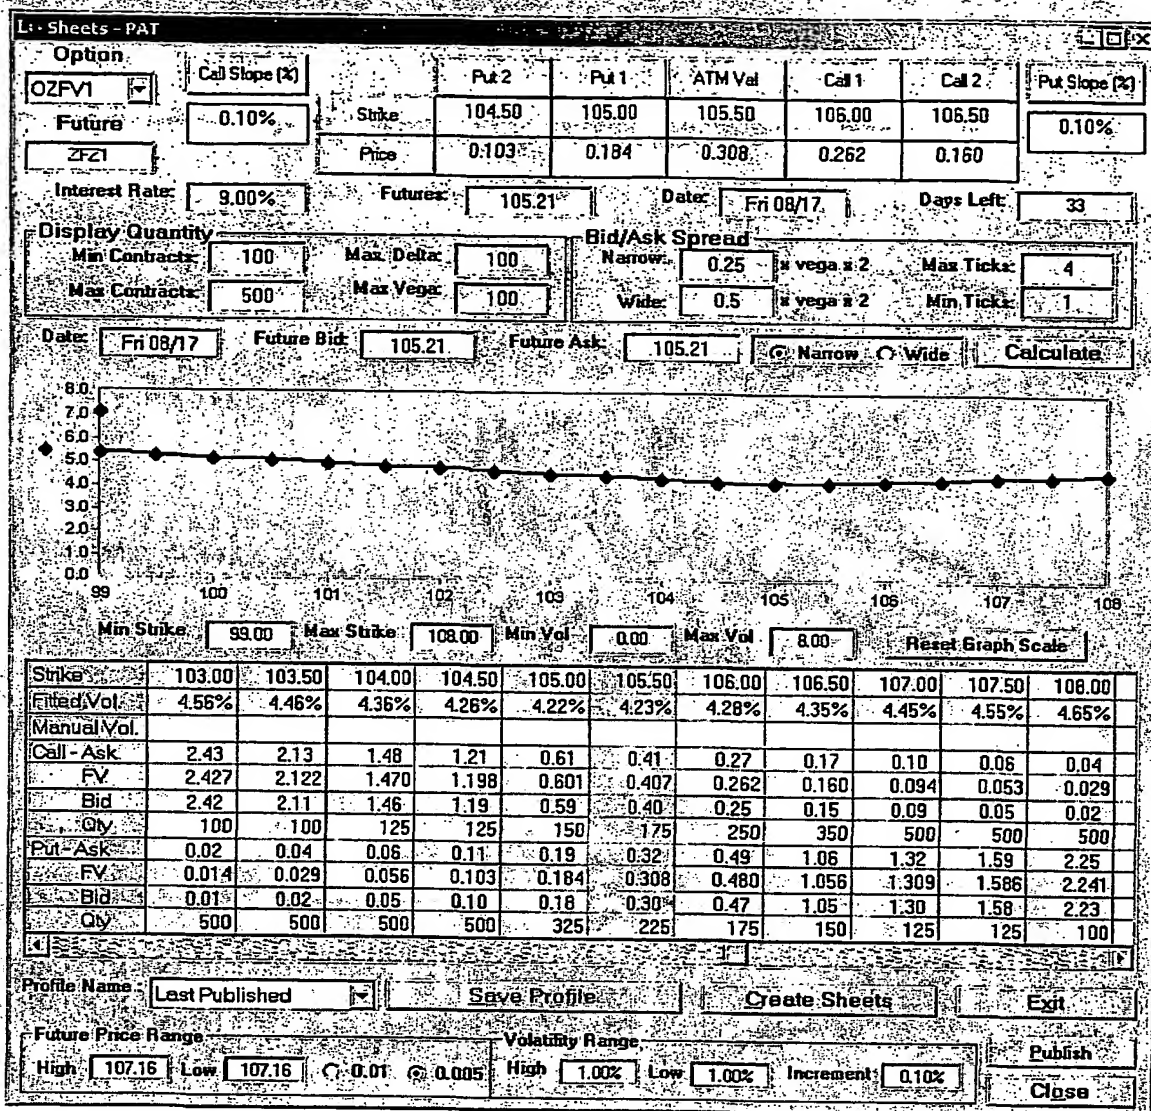 Sheets - PAT
Option Call Slope (%) Put 2 Put 1 ATM Val Call 1 Call 2 Put Slope (%)
OZFV1 0.10% Strike 104.50 105.00 105.50 106.00 106.50 0.10%
Future
ZFZ1 Price 0.103 0.184 0.308 0.262 0.160
Interest Rate: 9.00% Futures: 105.21 Date: Fri 08/17 Days Left: 33
Display Quantity Bid/Ask Spread
Min Contracts: 100 Max. Delta: 100 Narrow: 0.25 x vega x 2 Max Ticks: 4
Max Contracts: 500 Max Vega: 100 Wide: 0.5 x vega x 2 Min Ticks: 1
Date: Fri 08/17 Future Bid: 105.21 Future Ask: 105.21 Narrow Wide Calculate
8.0
7.0
6.0
5.0
4.0
3.0
2.0
1.0
0.0
99 100 101 102 103 104 105 106 107 108
Min Strike 99.00 Max Strike 108.00 Min Vol 0.00 Max Vol 8.00 Reset Graph Scale
Strike 103.00 103.50 104.00 104.50 105.00 105.50 106.00 106.50 107.00 107.50 108.00
Fitted Vol. 4.56% 4.46% 4.36% 4.26% 4.22% 4.23% 4.28% 4.35% 4.45% 4.55% 4.65%
Manual Vol.
Call - Ask 2.43 2.13 1.48 1.21 0.61 0.41 0.27 0.17 0.10 0.06 0.04
FV 2.427 2.122 1.470 1.198 0.601 0.407 0.262 0.160 0.094 0.053 0.029
Bid 2.42 2.11 1.46 1.19 0.59 0.40 0.25 0.15 0.09 0.05 0.02
Qty 100 100 125 125 150 175 250 350 500 500 500
Put - Ask 0.02 0.04 0.06 0.11 0.19 0.32 0.49 1.06 1.32 1.59 2.25
FV 0.014 0.029 0.056 0.103 0.184 0.308 0.480 1.056 1.309 1.586 2.241
Bid 0.01 0.02 0.05 0.10 0.18 0.30 0.47 1.05 1.30 1.58 2.23
Qty 500 500 500 500 325 225 175 150 125 125 100
Profile Name Last Published Save Profile Create Sheets Exit
Future Price Range Volatility Range Publish
High 107.16 Low 107.16 0.01 0.005 High 1.00% Low 1.00% Increment 0.10%
Close